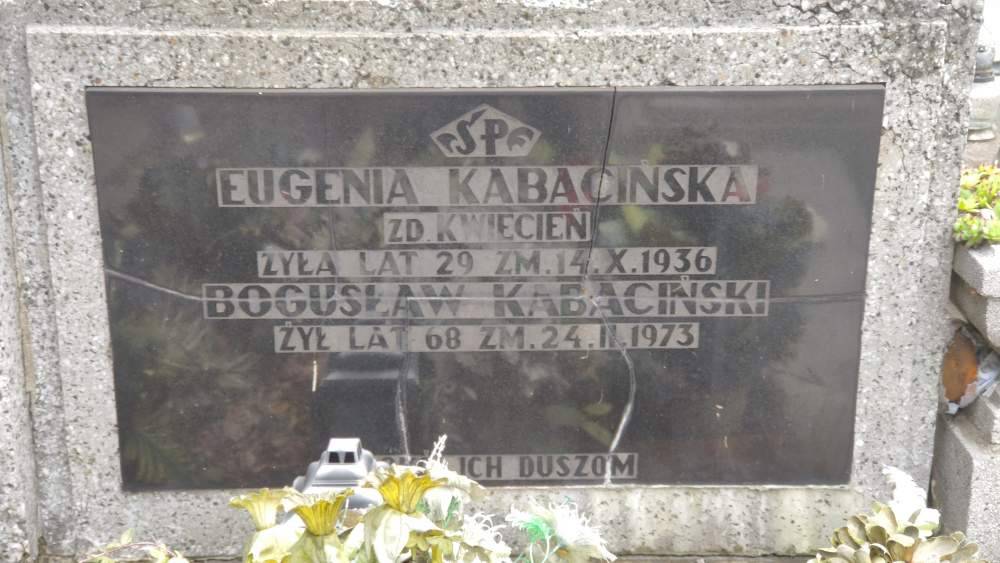 ŚP
EUGENIA KABACIŃSKA
ZD. KWIECIEŃ
ŻYŁA LAT 29 ZM. 14.X.1936
BOGUSŁAW KABACIŃSKI
ŻYŁ LAT 68 ZM. 24.II.1973
ICH DUSZOM